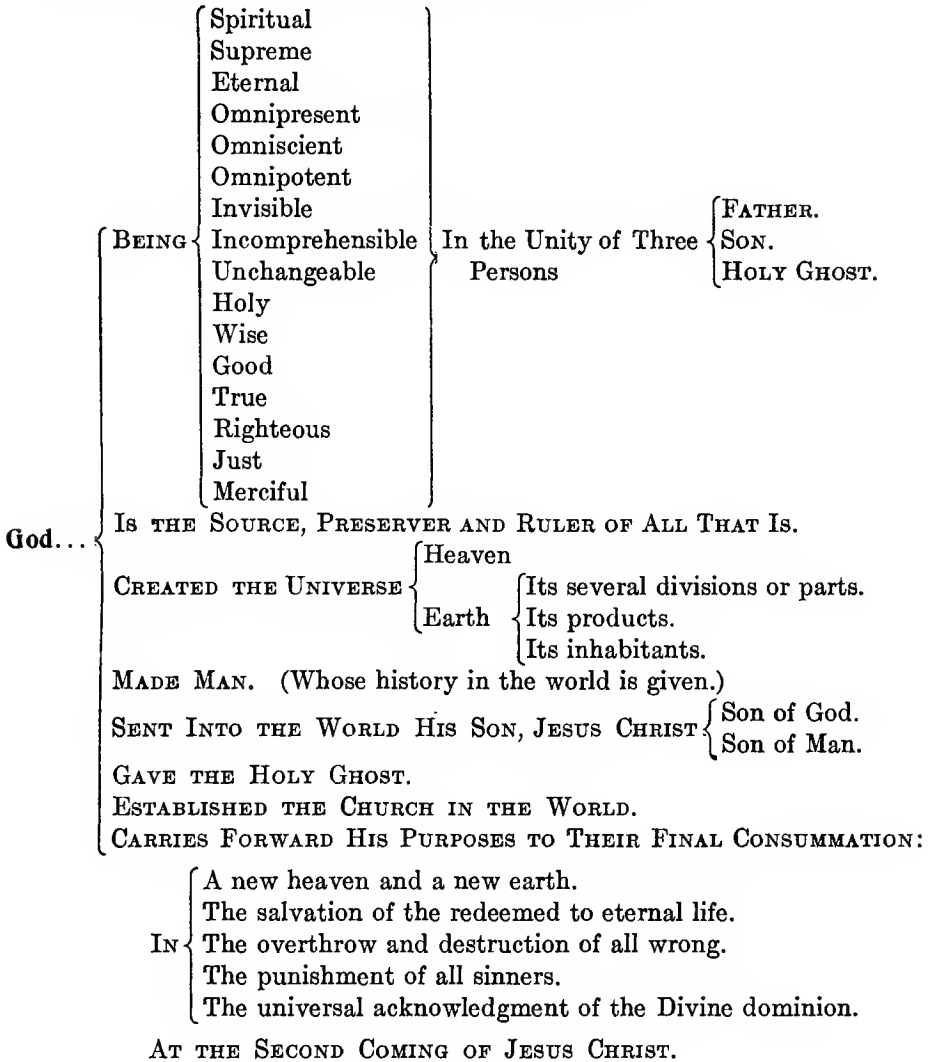 Spiritual
Supreme
Eternal
Omnipresent
Omniscient
Omnipotent
Invisible
Being Incomprehensible In the Unity of Three Persons Father. Son. Holy Ghost.
Unchangeable
Holy
Wise
Good
True
Righteous
Just
Merciful
God...
Is the Source, Preserver and Ruler of All That Is.
Created the Universe
Heaven
Earth
Its several divisions or parts.
Its products.
Its inhabitants.
Made Man. (Whose history in the world is given.)
Sent Into the World His Son, Jesus Christ
Son of God.
Son of Man.
Gave the Holy Ghost.
Established the Church in the World.
Carries Forward His Purposes to Their Final Consummation:
In
A new heaven and a new earth.
The salvation of the redeemed to eternal life.
The overthrow and destruction of all wrong.
The punishment of all sinners.
The universal acknowledgment of the Divine dominion.
At the Second Coming of Jesus Christ.